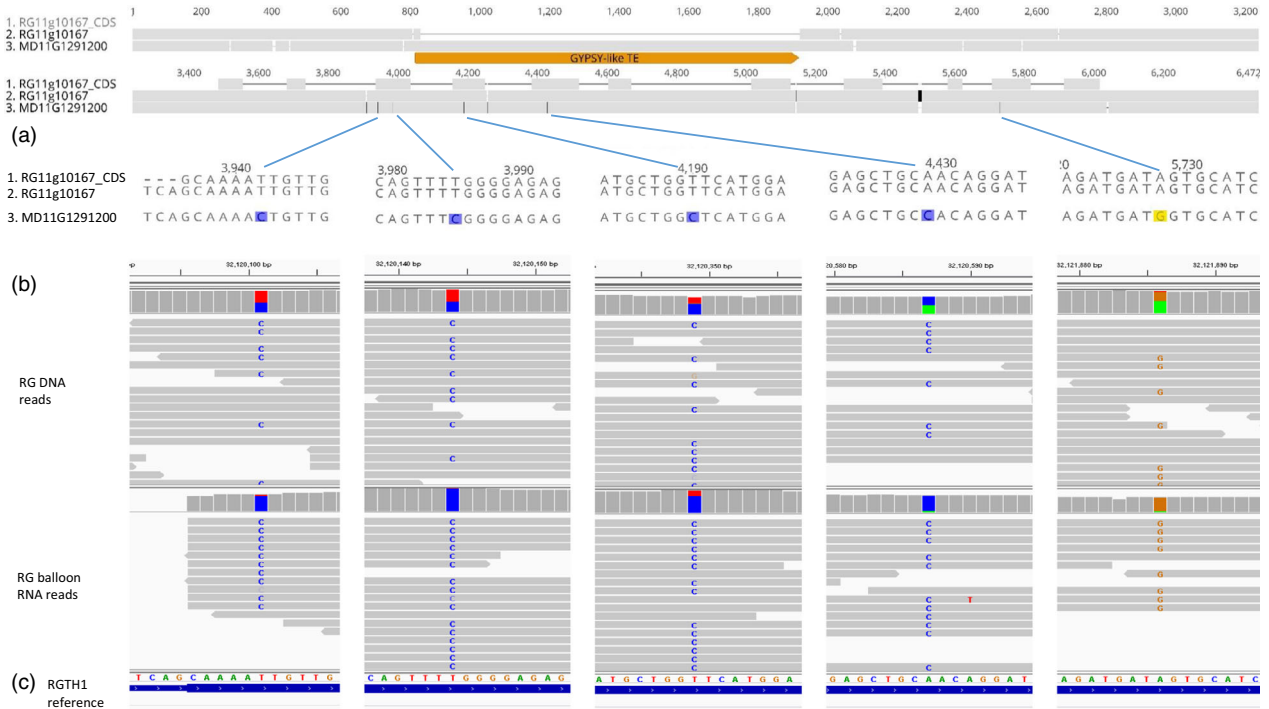 1 200 400 600 800 1,000 1,200 1,400 1,600 1,800 2,000 2,200 2,400 2,600 2,800 3,000 3,200
1. RG11g10167_CDS
2. RG11g10167
3. MD11G1291200
GYPSY-like TE
3,400 3,600 3,800 4,000 4,200 4,400 4,600 4,800 5,000 5,200 5,400 5,600 5,800 6,000 6,200 6,472
1. RG11g10167_CDS
2. RG11g10167
3. MD11G1291200
(a)
3,940 3,980 3,990 4,190 4,430 5,730
1. RG11g10167_CDS - - - GCAAAATTGTTG CAGTTTTGGGGAGAG ATGCTGGTTCATGGA GAGCTGCAACAGGAT AGATGATAGTGCATC
2. RG11g10167 TCAGCAAAATTGTTG CAGTTTTGGGGAGAG ATGCTGGTTCATGGA GAGCTGCAACAGGAT AGATGATAGTGCATC
3. MD11G1291200 TCAGCAAAACTGTTG CAGTTTCGGGGAGAG ATGCTGGCTCATGGA GAGCTGCCACAGGAT AGATGATGGTGCATC
(b)
32,120,100 bp 32,120,140 bp 32,120,150 bp 32,120,350 bp 32,120,590 bp 32,121,880 bp 32,121,890 bp
RG DNA
reads
RG balloon
RNA reads
(c) RGTH1
reference
TCAGCAAAATTGTTG CAGTTTTGGGGAGAG ATGCTGGTTCATGGA GAGCTGCAACAGGAT AGATGATAGTGCATC